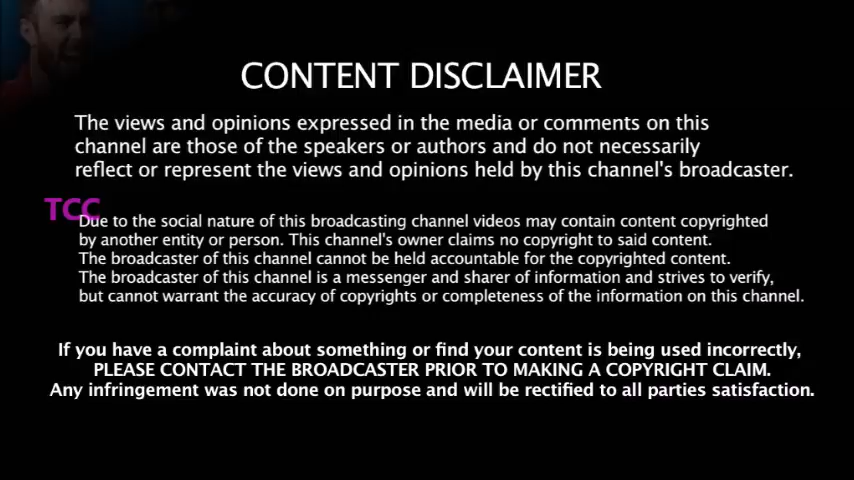 CONTENT DISCLAIMER
The views and opinions expressed in the media or comments on this
channel are those of the speakers or authors and do not necessarily
reflect or represent the views and opinions held by this channel's broadcaster.
TCC
Due to the social nature of this broadcasting channel videos may contain content copyrighted
by another entity or person. This channel's owner claims no copyright to said content.
The broadcaster of this channel cannot be held accountable for the copyrighted content.
The broadcaster of this channel is a messenger and sharer of information and strives to verify,
but cannot warrant the accuracy of copyrights or completeness of the information on this channel.
If you have a complaint about something or find your content is being used incorrectly,
PLEASE CONTACT THE BROADCASTER PRIOR TO MAKING A COPYRIGHT CLAIM.
Any infringement was not done on purpose and will be rectified to all parties satisfaction.